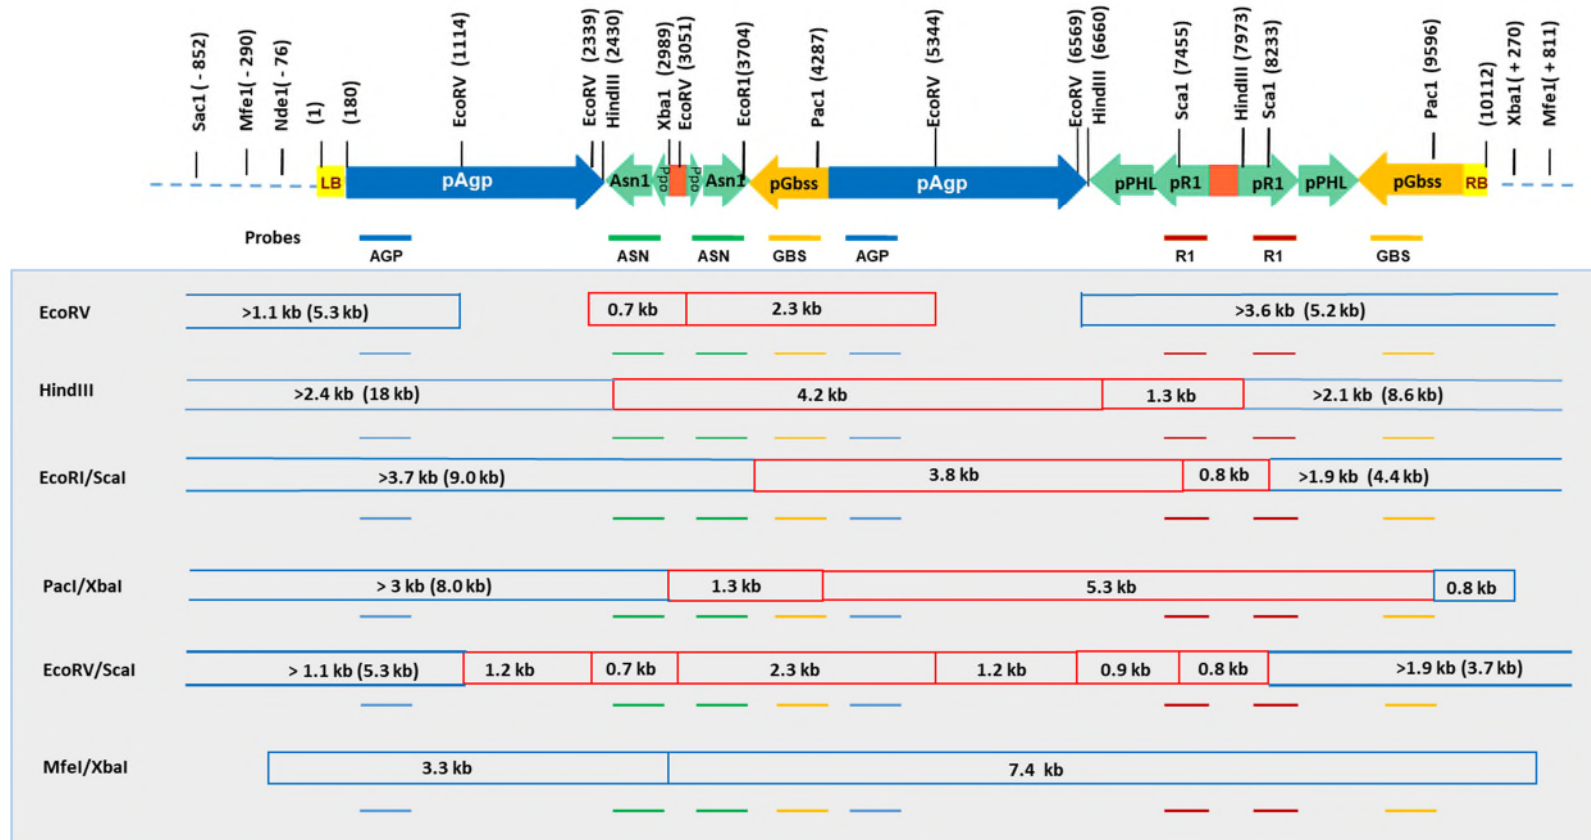 Sac1 ( - 852)
Mfe1( - 290)
Nde1( - 76)
(1)
(180)
EcoRV (1114)
EcoRV (2339)
HindIII (2430)
Xba1 (2989)
EcoRV (3051)
EcoR1(3704)
Pac1 (4287)
EcoRV (5344)
EcoRV (6569)
HindIII (6660)
Sca1 (7455)
HindIII (7973)
Sca1 (8233)
Pac1 (9596)
(10112)
Xba1( + 270)
Mfe1( + 811)
LB pAgp Asn1 Ppo Ppo Asn1 pGbss pAgp pPHL pR1 pR1 pPHL pGbss RB
Probes
AGP ASN ASN GBS AGP R1 R1 GBS
EcoRV >1.1 kb (5.3 kb) 0.7 kb 2.3 kb >3.6 kb (5.2 kb)
HindIII >2.4 kb (18 kb) 4.2 kb 1.3 kb >2.1 kb (8.6 kb)
EcoRI/ScaI >3.7 kb (9.0 kb) 3.8 kb 0.8 kb >1.9 kb (4.4 kb)
PacI/XbaI > 3 kb (8.0 kb) 1.3 kb 5.3 kb 0.8 kb
EcoRV/ScaI > 1.1 kb (5.3 kb) 1.2 kb 0.7 kb 2.3 kb 1.2 kb 0.9 kb 0.8 kb >1.9 kb (3.7 kb)
MfeI/XbaI 3.3 kb 7.4 kb